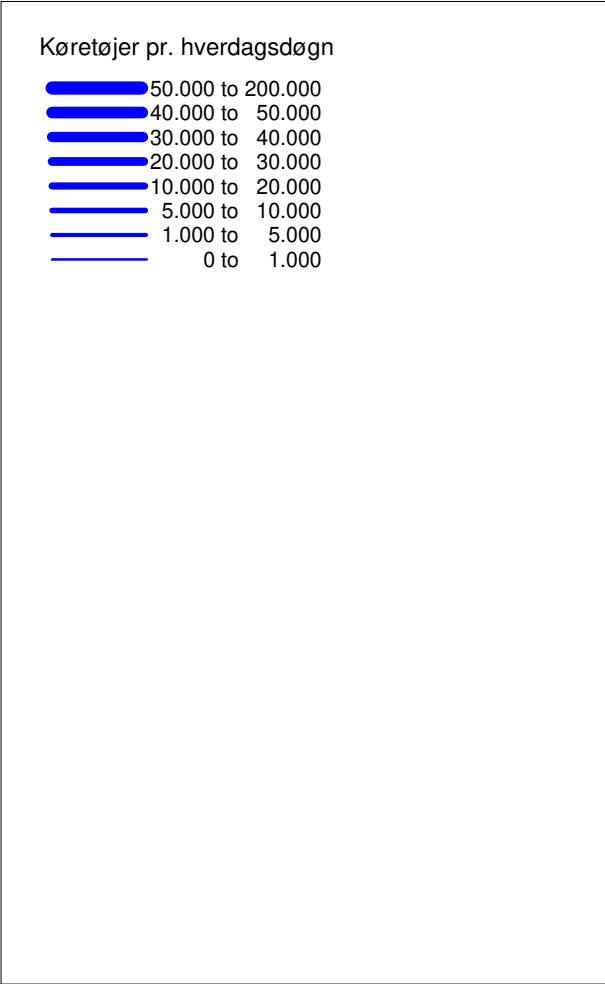 Køretøjer pr. hverdagsdøgn
50.000 to 200.000
40.000 to 50.000
30.000 to 40.000
20.000 to 30.000
10.000 to 20.000
5.000 to 10.000
1.000 to 5.000
0 to 1.000